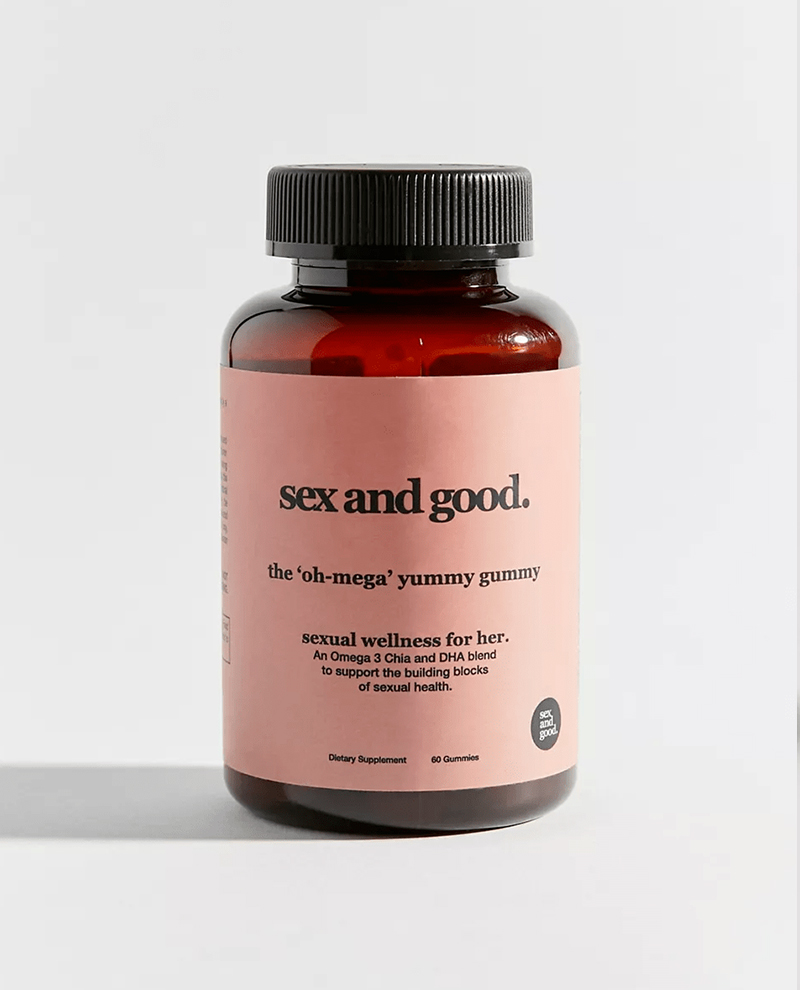 sex and good.
the ‘oh-mega’ yummy gummy
sexual wellness for her.
An Omega 3 Chia and DHA blend
to support the building blocks
of sexual health.
sex
and
good.
Dietary Supplement 60 Gummies